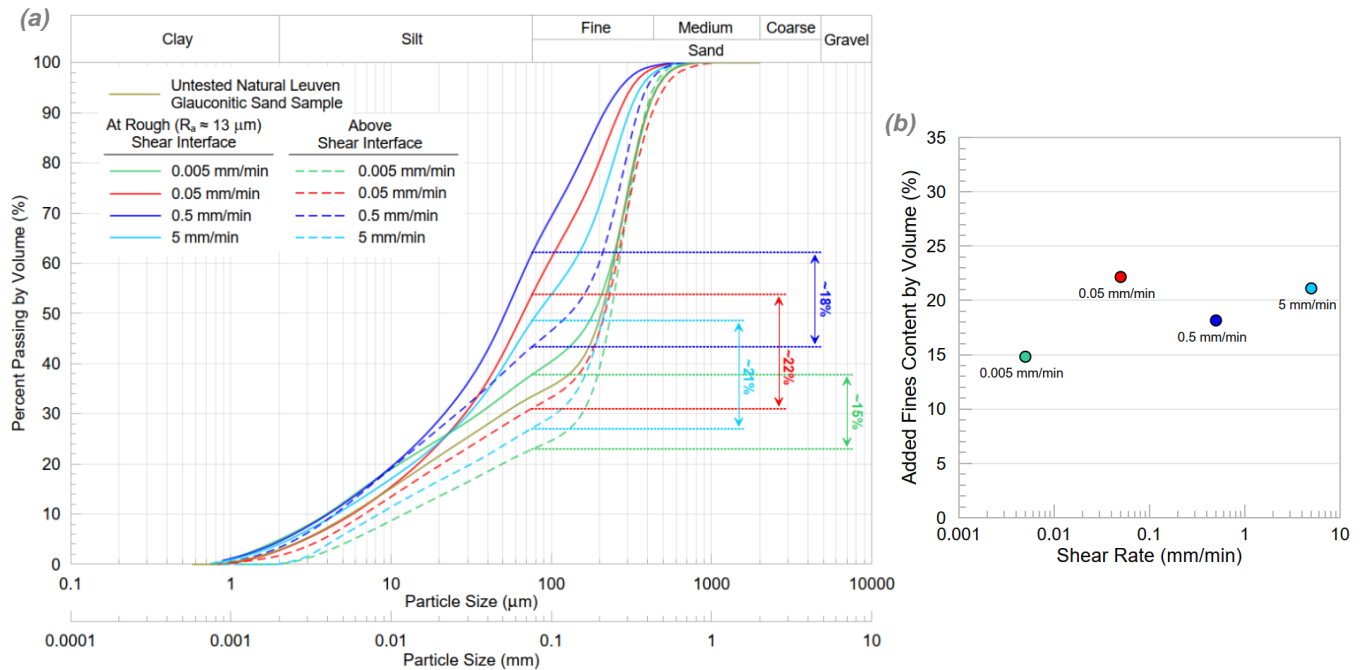 (a)
Clay
Silt
Fine
Medium
Coarse
Gravel
Sand
Percent Passing by Volume (%)
100
90
80
70
60
50
40
30
20
10
0
Untested Natural Leuven
Glauconitic Sand Sample
At Rough (Rₐ ≈ 13 μm)
Shear Interface
Above
Shear Interface
0.005 mm/min
0.005 mm/min
0.05 mm/min
0.05 mm/min
0.5 mm/min
0.5 mm/min
5 mm/min
5 mm/min
~18%
~22%
~21%
~15%
0.1
1
10
100
1000
10000
Particle Size (μm)
0.0001
0.001
0.01
0.1
1
10
Particle Size (mm)
(b)
Added Fines Content by Volume (%)
35
30
25
20
15
10
5
0
0.05 mm/min
5 mm/min
0.5 mm/min
0.005 mm/min
0.001
0.01
0.1
1
10
Shear Rate (mm/min)